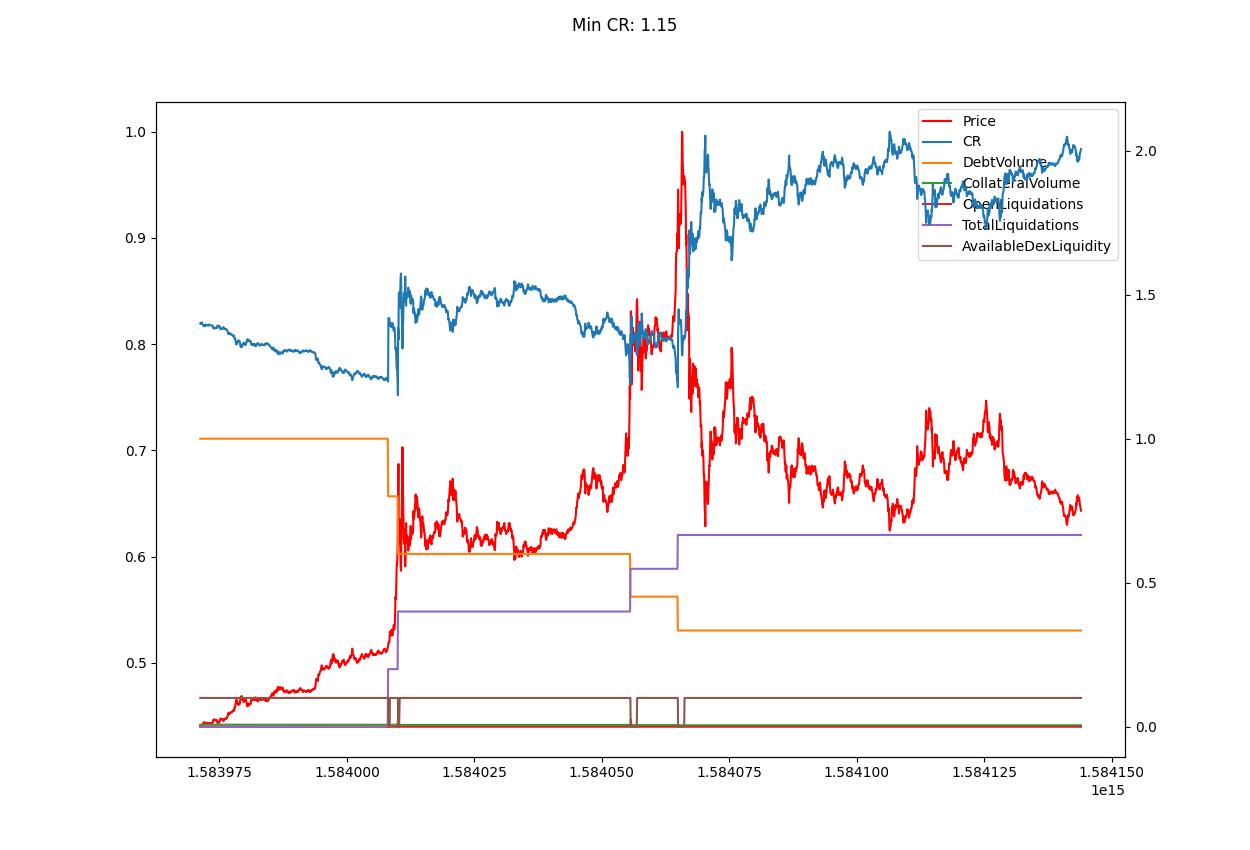 Min CR: 1.15
1.0
0.9
0.8
0.7
0.6
0.5
2.0
1.5
1.0
0.5
0.0
Price
CR
DebtVolume
CollateralVolume
OpenLiquidations
TotalLiquidations
AvailableDexLiquidity
1.583975 1.584000 1.584025 1.584050 1.584075 1.584100 1.584125 1.584150
1e15